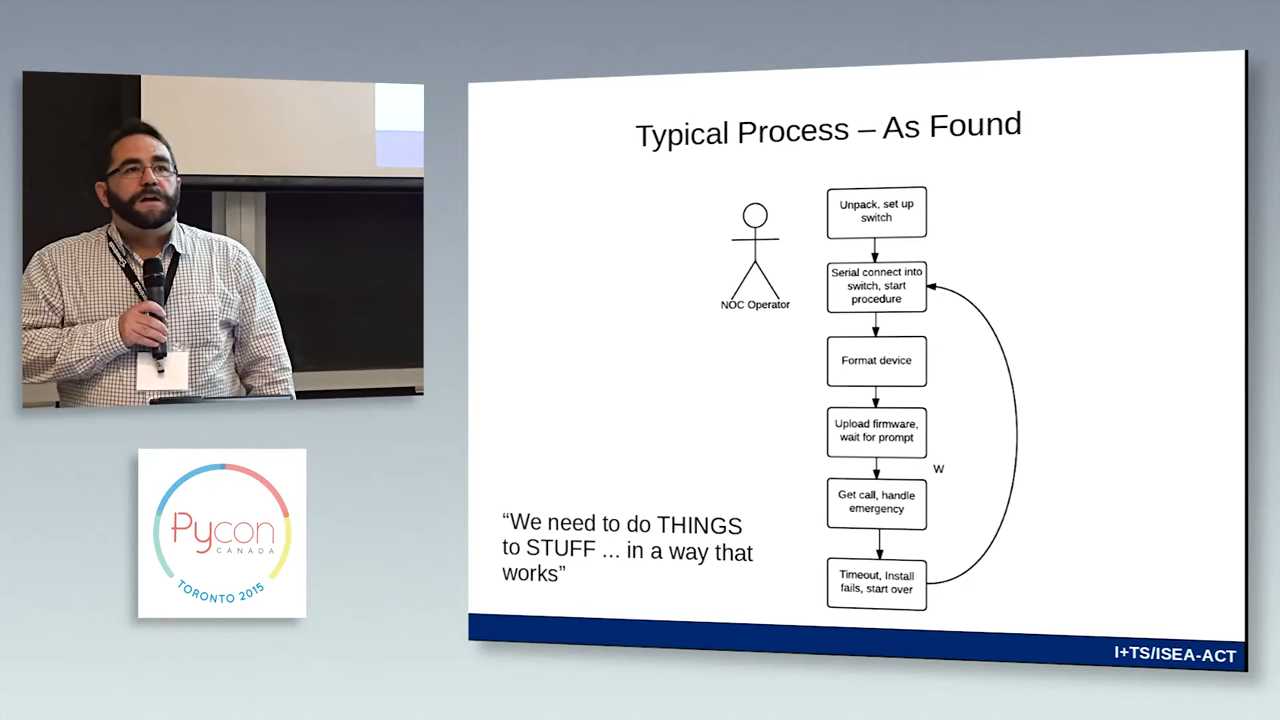 Typical Process – As Found
NOC Operator
Unpack, set up
switch
Serial connect into
switch, start
procedure
Format device
Upload firmware,
wait for prompt
W
Get call, handle
emergency
Timeout, Install
fails, start over
“We need to do THINGS
to STUFF ... in a way that
works”
I+TS/ISEA-ACT
Pycon
CANADA
TORONTO 2015